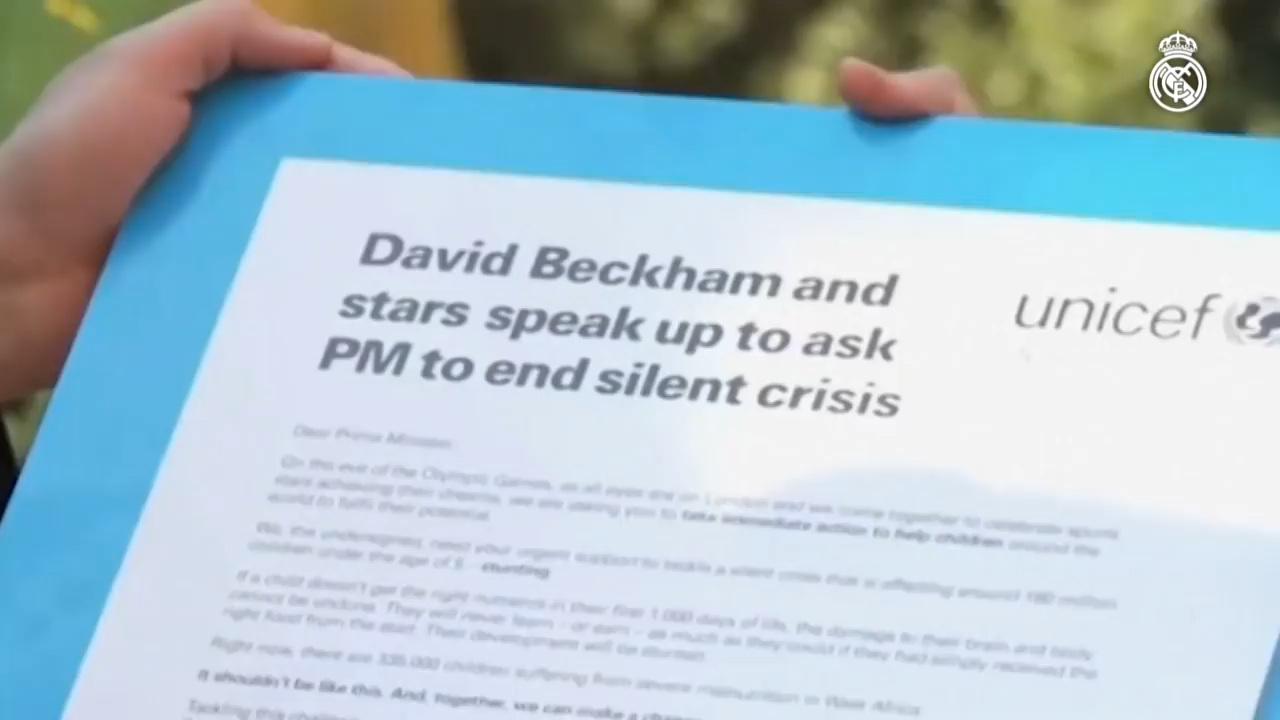 David Beckham and
stars speak up to ask
PM to end silent crisis
unicef
Dear Prime Minister
On the eve of the Olympic Games, as all eyes are on London and we come together to celebrate sports
stars achieving their dreams, we are asking you to take immediate action to help children around the
world to fulfil their potential.
We, the undersigned, need your urgent support to tackle a silent crisis that is affecting around 180 million
children under the age of 5 - stunting.
If a child doesn't get the right nutrients in their first 1,000 days of life, the damage to their brain and body
cannot be undone. They will never learn - or earn - as much as they could if they had simply received the
right food from the start. Their development will be stunted.
Right now, there are 335,000 children suffering from severe malnutrition in West Africa.
It shouldn't be like this. And, together, we can make a
Tackling this